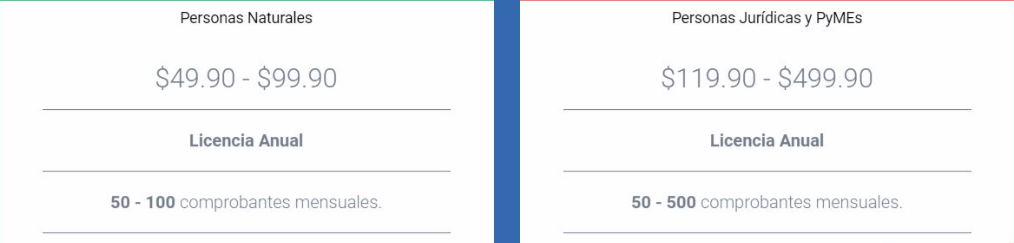 Personas Naturales
$49.90 - $99.90
Licencia Anual
50 - 100 comprobantes mensuales.
Personas Jurídicas y PyMEs
$119.90 - $499.90
Licencia Anual
50 - 500 comprobantes mensuales.